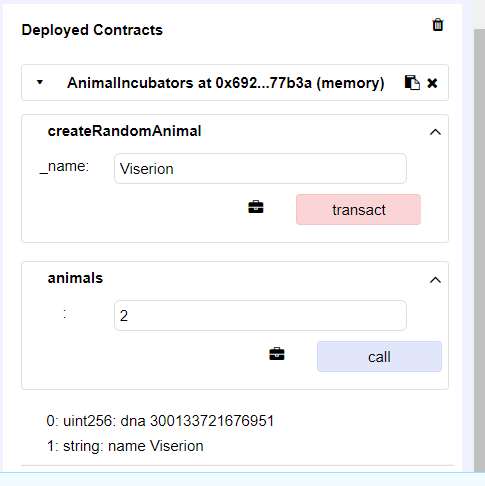 Deployed Contracts
AnimalIncubators at 0x692...77b3a (memory)
createRandomAnimal
_name: Viserion
transact
animals
: 2
call
0: uint256: dna 300133721676951
1: string: name Viserion